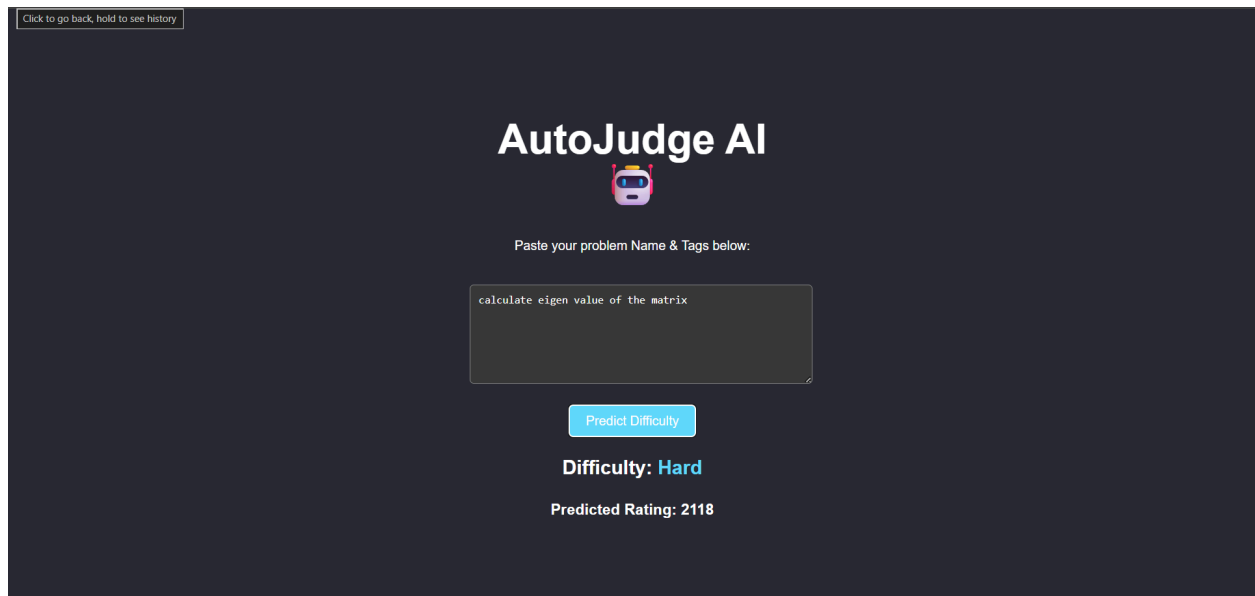 Click to go back, hold to see history
AutoJudge AI
Paste your problem Name & Tags below:
calculate eigen value of the matrix
Predict Difficulty
Difficulty: Hard
Predicted Rating: 2118